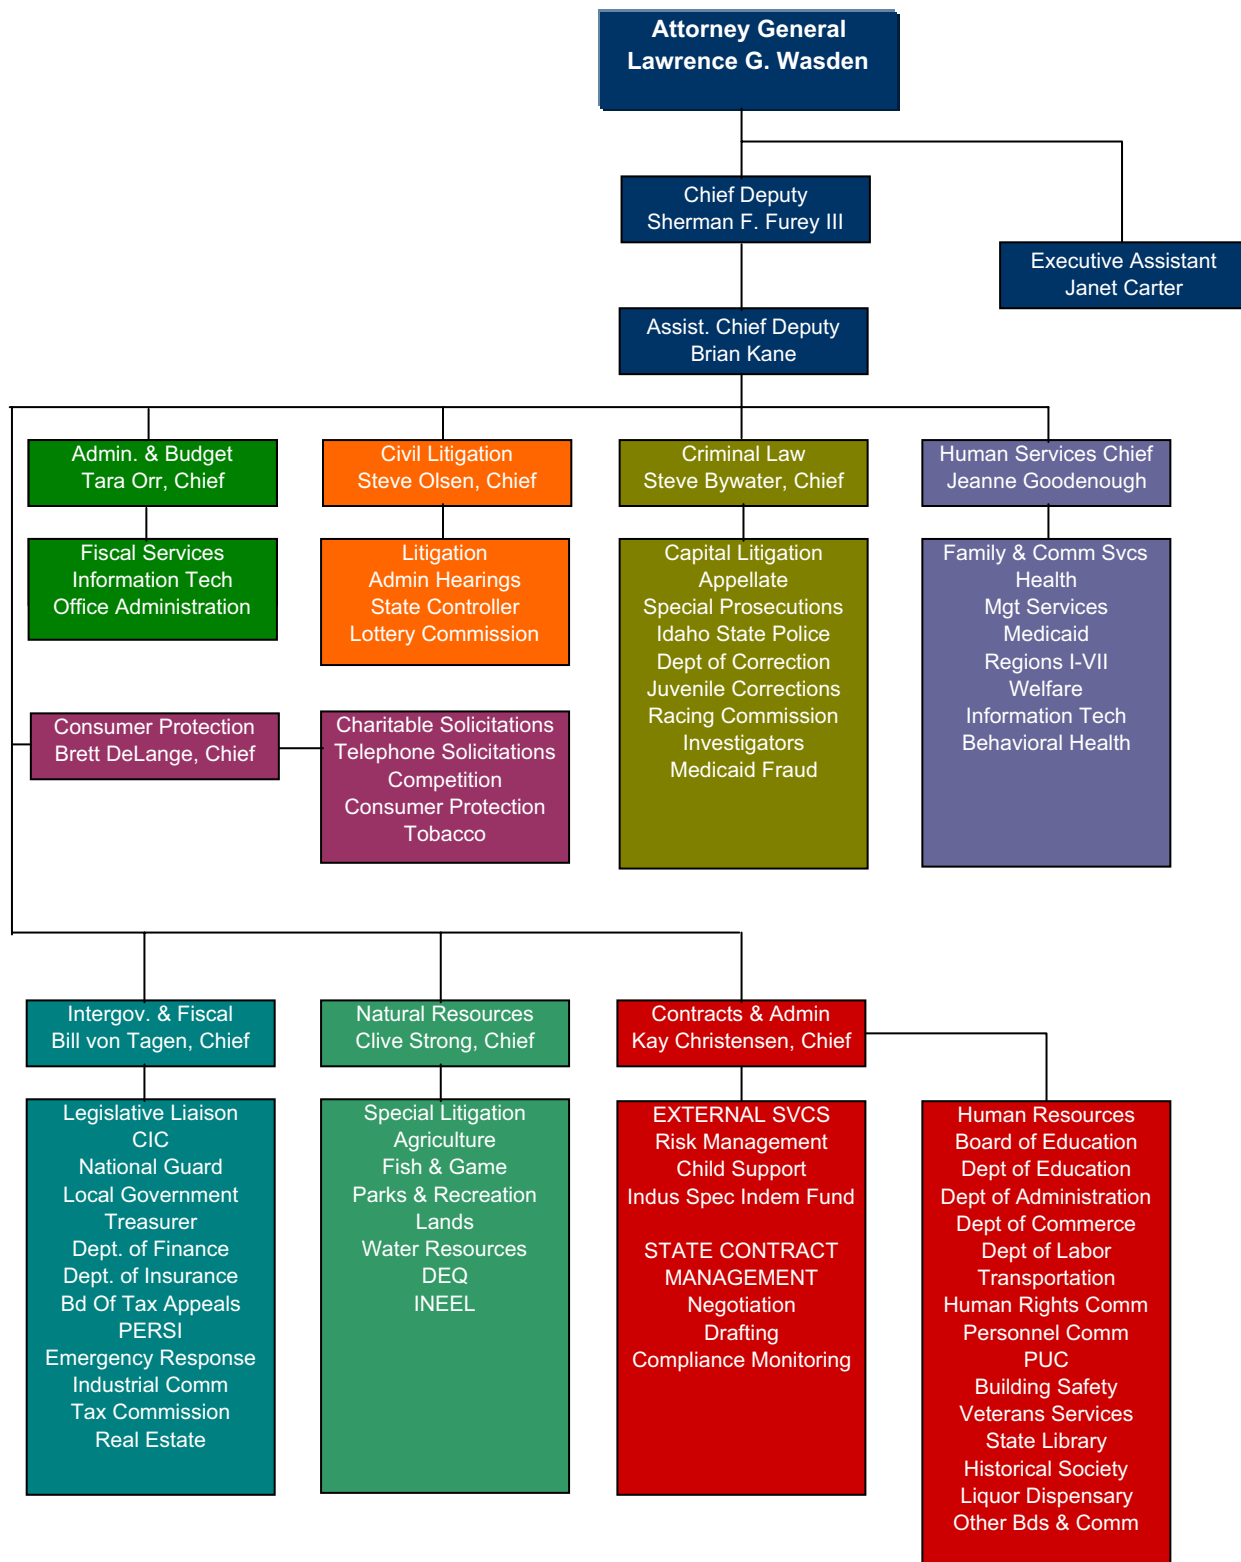 Attorney General
Lawrence G. Wasden
Chief Deputy
Sherman F. Furey III
Executive Assistant
Janet Carter
Assist. Chief Deputy
Brian Kane
Admin. & Budget
Tara Orr, Chief
Civil Litigation
Steve Olsen, Chief
Criminal Law
Steve Bywater, Chief
Human Services Chief
Jeanne Goodenough
Fiscal Services
Information Tech
Office Administration
Litigation
Admin Hearings
State Controller
Lottery Commission
Capital Litigation
Appellate
Special Prosecutions
Idaho State Police
Dept of Correction
Juvenile Corrections
Racing Commission
Investigators
Medicaid Fraud
Family & Comm Svcs
Health
Mgt Services
Medicaid
Regions I-VII
Welfare
Information Tech
Behavioral Health
Consumer Protection
Brett DeLange, Chief
Charitable Solicitations
Telephone Solicitations
Competition
Consumer Protection
Tobacco
Intergov. & Fiscal
Bill von Tagen, Chief
Natural Resources
Clive Strong, Chief
Contracts & Admin
Kay Christensen, Chief
Legislative Liaison
CIC
National Guard
Local Government
Treasurer
Dept. of Finance
Dept. of Insurance
Bd Of Tax Appeals
PERSI
Emergency Response
Industrial Comm
Tax Commission
Real Estate
Special Litigation
Agriculture
Fish & Game
Parks & Recreation
Lands
Water Resources
DEQ
INEEL
EXTERNAL SVCS
Risk Management
Child Support
Indus Spec Indem Fund
STATE CONTRACT
MANAGEMENT
Negotiation
Drafting
Compliance Monitoring
Human Resources
Board of Education
Dept of Education
Dept of Administration
Dept of Commerce
Dept of Labor
Transportation
Human Rights Comm
Personnel Comm
PUC
Building Safety
Veterans Services
State Library
Historical Society
Liquor Dispensary
Other Bds & Comm